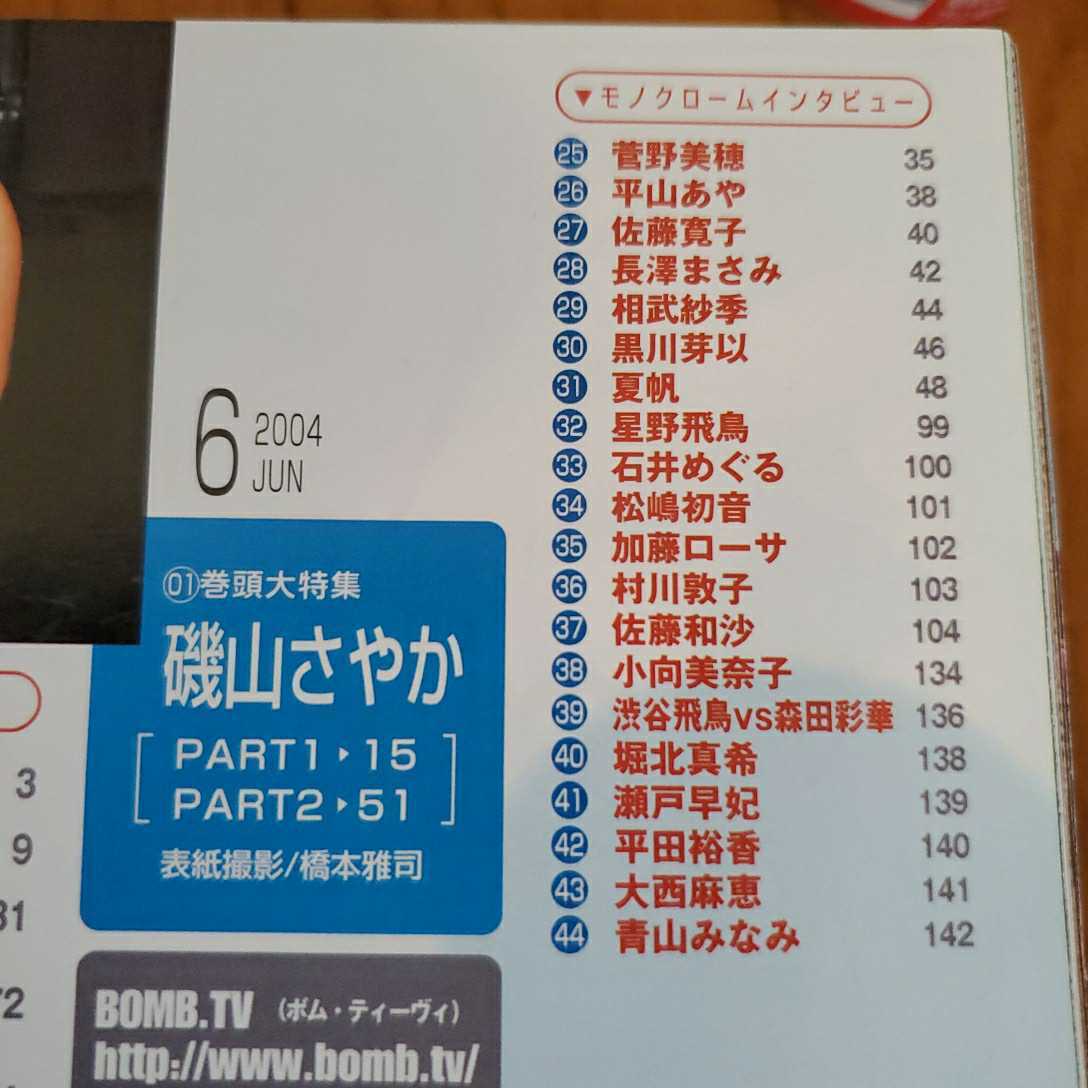 ▼モノクロームインタビュー
25 菅野美穂 35
26 平山あや 38
27 佐藤寛子 40
28 長澤まさみ 42
29 相武紗季 44
30 黒川芽以 46
31 夏帆 48
32 星野飛鳥 99
33 石井めぐる 100
34 松嶋初音 101
35 加藤ローサ 102
36 村川敦子 103
37 佐藤和沙 104
38 小向美奈子 134
39 渋谷飛鳥vs森田彩華 136
40 堀北真希 138
41 瀬戸早妃 139
42 平田裕香 140
43 大西麻恵 141
44 青山みなみ 142
6 2004
JUN
01巻頭大特集
磯山さやか
PART1▶15
PART2▶51
表紙撮影/橋本雅司
3
9
31
72
BOMB.TV (ボム・ティーヴィ)
http://www.bomb.tv/